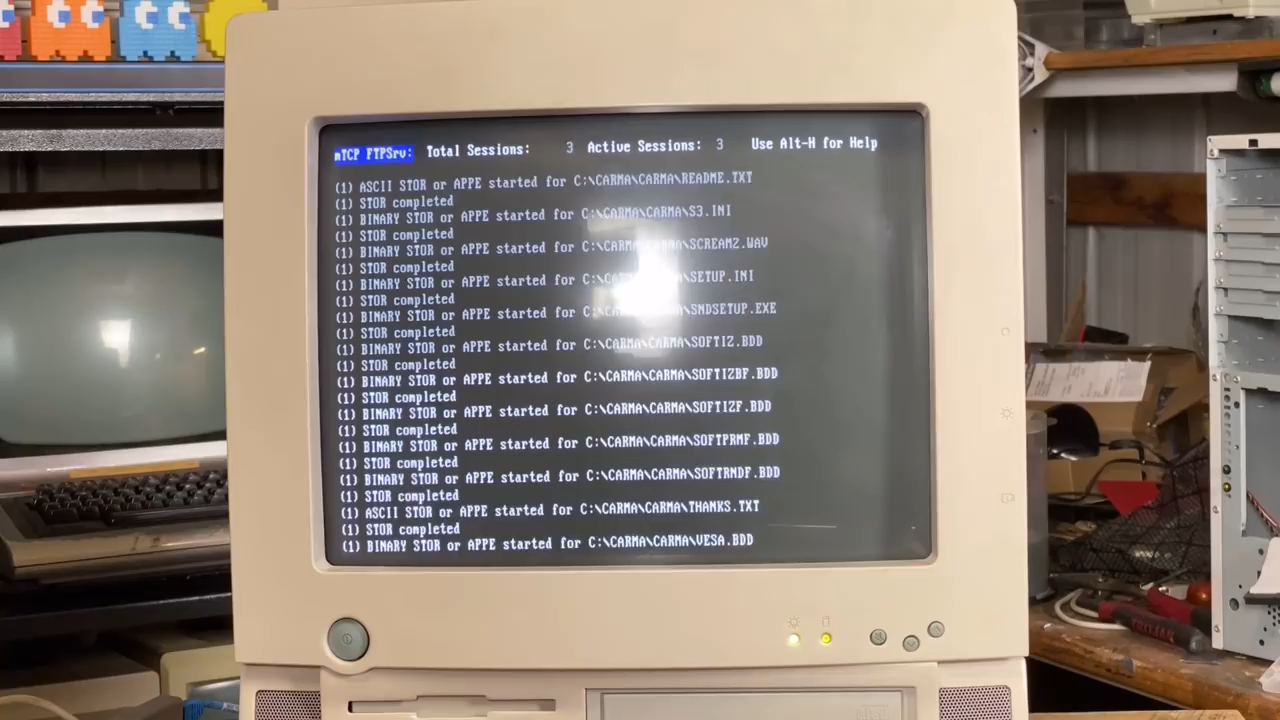 mTCP FTPSrv: Total Sessions: 3 Active Sessions: 3 Use Alt-H for Help
(1) ASCII STOR or APPE started for C:\CARMA\CARMA\README.TXT
(1) STOR completed
(1) BINARY STOR or APPE started for C:\CARMA\CARMA\S3.INI
(1) STOR completed
(1) BINARY STOR or APPE started for C:\CARMA\CARMA\SCREAM2.WAV
(1) STOR completed
(1) BINARY STOR or APPE started for C:\CARMA\CARMA\SETUP.INI
(1) STOR completed
(1) BINARY STOR or APPE started for C:\CARMA\CARMA\SNDSETUP.EXE
(1) STOR completed
(1) BINARY STOR or APPE started for C:\CARMA\CARMA\SOFTIZ.BDD
(1) STOR completed
(1) BINARY STOR or APPE started for C:\CARMA\CARMA\SOFTIZBF.BDD
(1) STOR completed
(1) BINARY STOR or APPE started for C:\CARMA\CARMA\SOFTIZF.BDD
(1) STOR completed
(1) BINARY STOR or APPE started for C:\CARMA\CARMA\SOFTPRMF.BDD
(1) STOR completed
(1) BINARY STOR or APPE started for C:\CARMA\CARMA\SOFTRNDF.BDD
(1) STOR completed
(1) ASCII STOR or APPE started for C:\CARMA\CARMA\THANKS.TXT
(1) STOR completed
(1) BINARY STOR or APPE started for C:\CARMA\CARMA\VESA.BDD
TROJAN